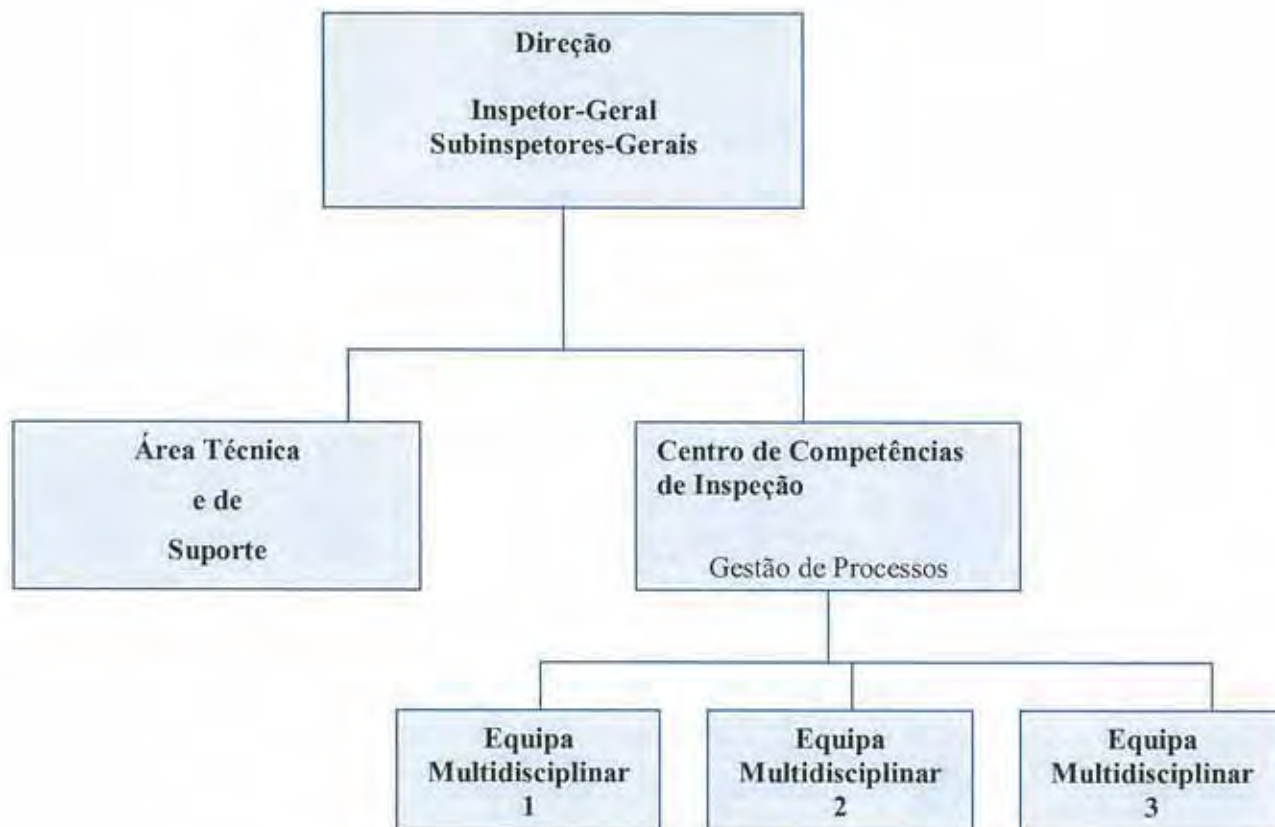 Direção
Inspetor-Geral
Subinspetores-Gerais
Área Técnica
e de
Suporte
Centro de Competências
de Inspeção
Gestão de Processos
Equipa
Multidisciplinar
1
Equipa
Multidisciplinar
2
Equipa
Multidisciplinar
3